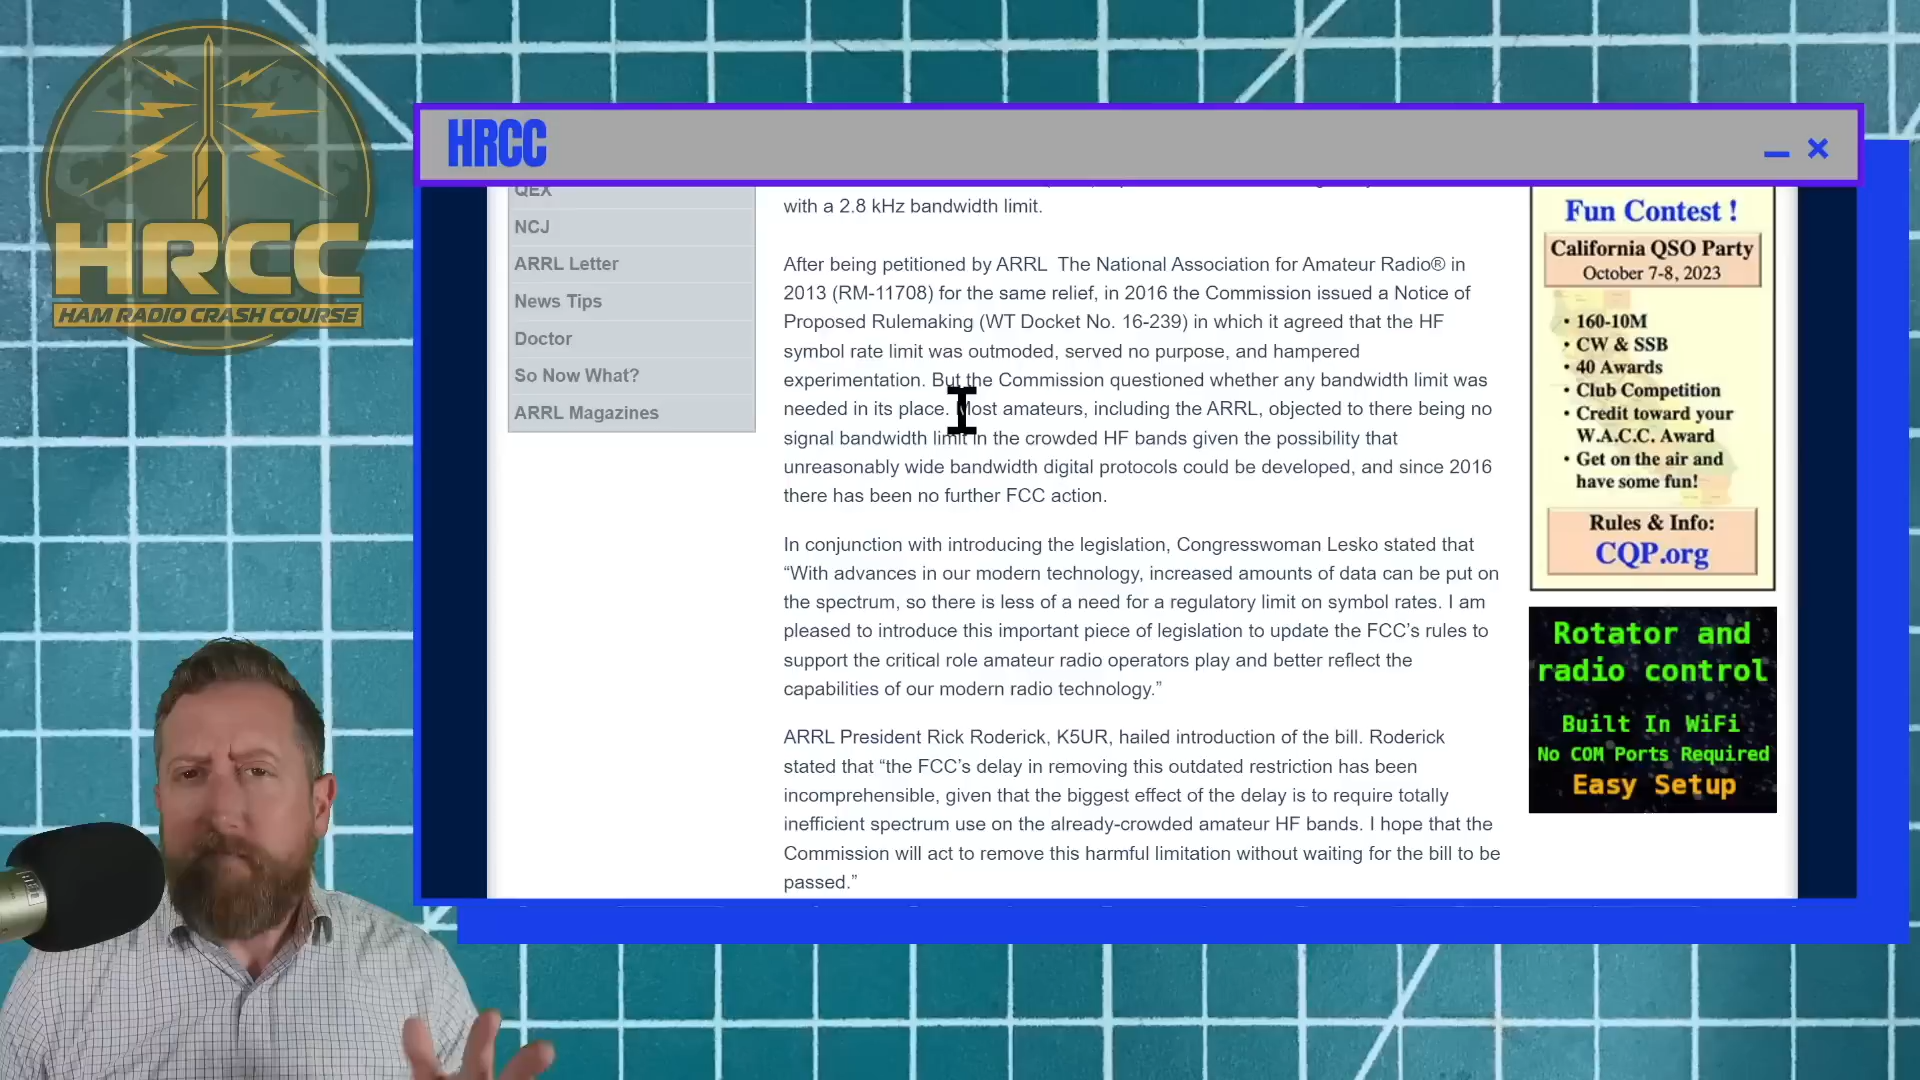 HRCC
HAM RADIO CRASH COURSE
HRCC
QEX
NCJ
ARRL Letter
News Tips
Doctor
So Now What?
ARRL Magazines
with a 2.8 kHz bandwidth limit.
After being petitioned by ARRL The National Association for Amateur Radio® in
2013 (RM-11708) for the same relief, in 2016 the Commission issued a Notice of
Proposed Rulemaking (WT Docket No. 16-239) in which it agreed that the HF
symbol rate limit was outmoded, served no purpose, and hampered
experimentation. But the Commission questioned whether any bandwidth limit was
needed in its place. Most amateurs, including the ARRL, objected to there being no
signal bandwidth limit in the crowded HF bands given the possibility that
unreasonably wide bandwidth digital protocols could be developed, and since 2016
there has been no further FCC action.
In conjunction with introducing the legislation, Congresswoman Lesko stated that
“With advances in our modern technology, increased amounts of data can be put on
the spectrum, so there is less of a need for a regulatory limit on symbol rates. I am
pleased to introduce this important piece of legislation to update the FCC’s rules to
support the critical role amateur radio operators play and better reflect the
capabilities of our modern radio technology.”
ARRL President Rick Roderick, K5UR, hailed introduction of the bill. Roderick
stated that “the FCC’s delay in removing this outdated restriction has been
incomprehensible, given that the biggest effect of the delay is to require totally
inefficient spectrum use on the already-crowded amateur HF bands. I hope that the
Commission will act to remove this harmful limitation without waiting for the bill to be
passed.”
Fun Contest !
California QSO Party
October 7-8, 2023
• 160-10M
• CW & SSB
• 40 Awards
• Club Competition
• Credit toward your
W.A.C.C. Award
• Get on the air and
have some fun!
Rules & Info:
CQP.org
Rotator and
radio control
Built In WiFi
No COM Ports Required
Easy Setup